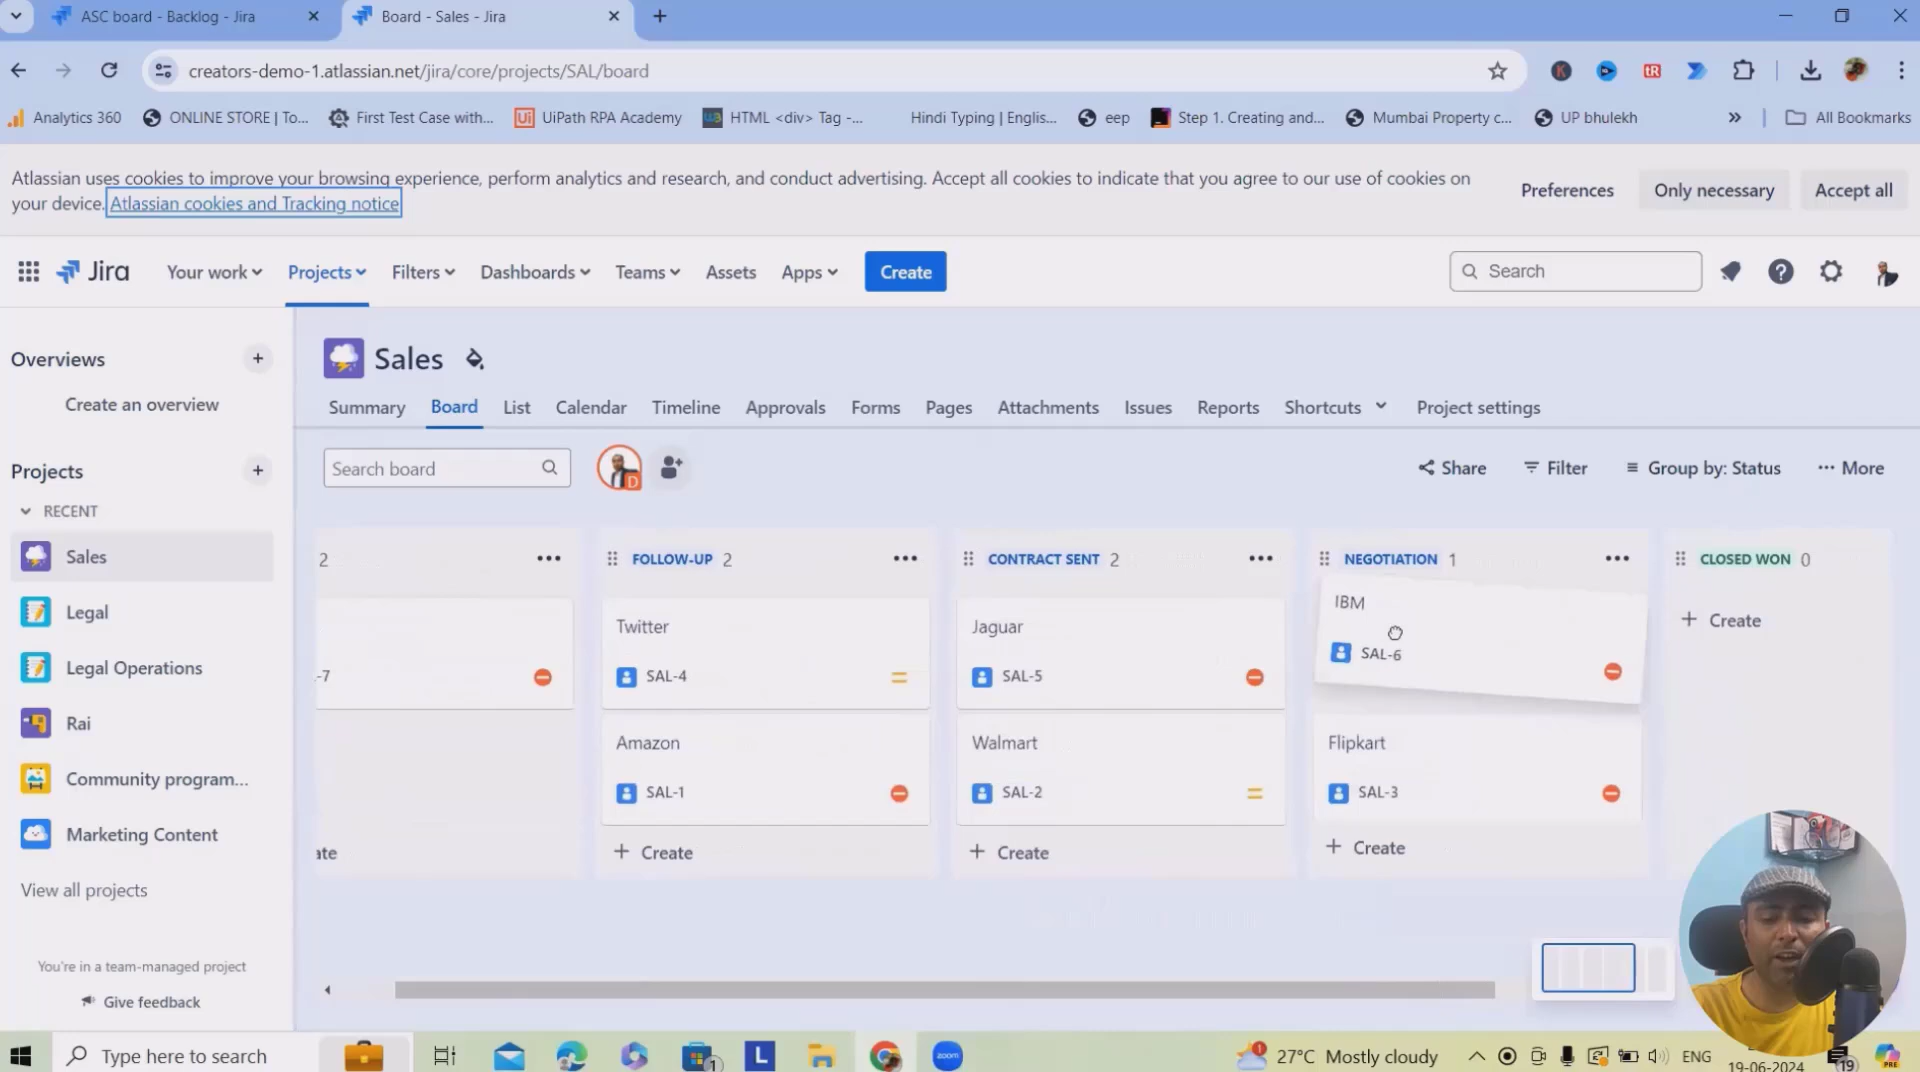 ASC board - Backlog - Jira
Board - Sales - Jira
creators-demo-1.atlassian.net/jira/core/projects/SAL/board
Analytics 360
ONLINE STORE | To...
First Test Case with...
UiPath RPA Academy
HTML <div> Tag -...
Hindi Typing | Englis...
eep
Step 1. Creating and...
Mumbai Property c...
UP bhulekh
All Bookmarks
Atlassian uses cookies to improve your browsing experience, perform analytics and research, and conduct advertising. Accept all cookies to indicate that you agree to our use of cookies on
your device. Atlassian cookies and Tracking notice
Preferences
Only necessary
Accept all
Jira
Your work
Projects
Filters
Dashboards
Teams
Assets
Apps
Create
Search
Overviews
Create an overview
Projects
RECENT
Sales
Legal
Legal Operations
Rai
Community program...
Marketing Content
View all projects
You're in a team-managed project
Give feedback
Sales
Summary
Board
List
Calendar
Timeline
Approvals
Forms
Pages
Attachments
Issues
Reports
Shortcuts
Project settings
Search board
D
Share
Filter
Group by: Status
More
2
-7
ate
FOLLOW-UP 2
Twitter
SAL-4
Amazon
SAL-1
+ Create
CONTRACT SENT 2
Jaguar
SAL-5
Walmart
SAL-2
+ Create
NEGOTIATION 1
IBM
SAL-6
Flipkart
SAL-3
+ Create
CLOSED WON 0
+ Create
Type here to search
1
L
zoom
1
27°C Mostly cloudy
ENG
19-06-2024
19
PRE